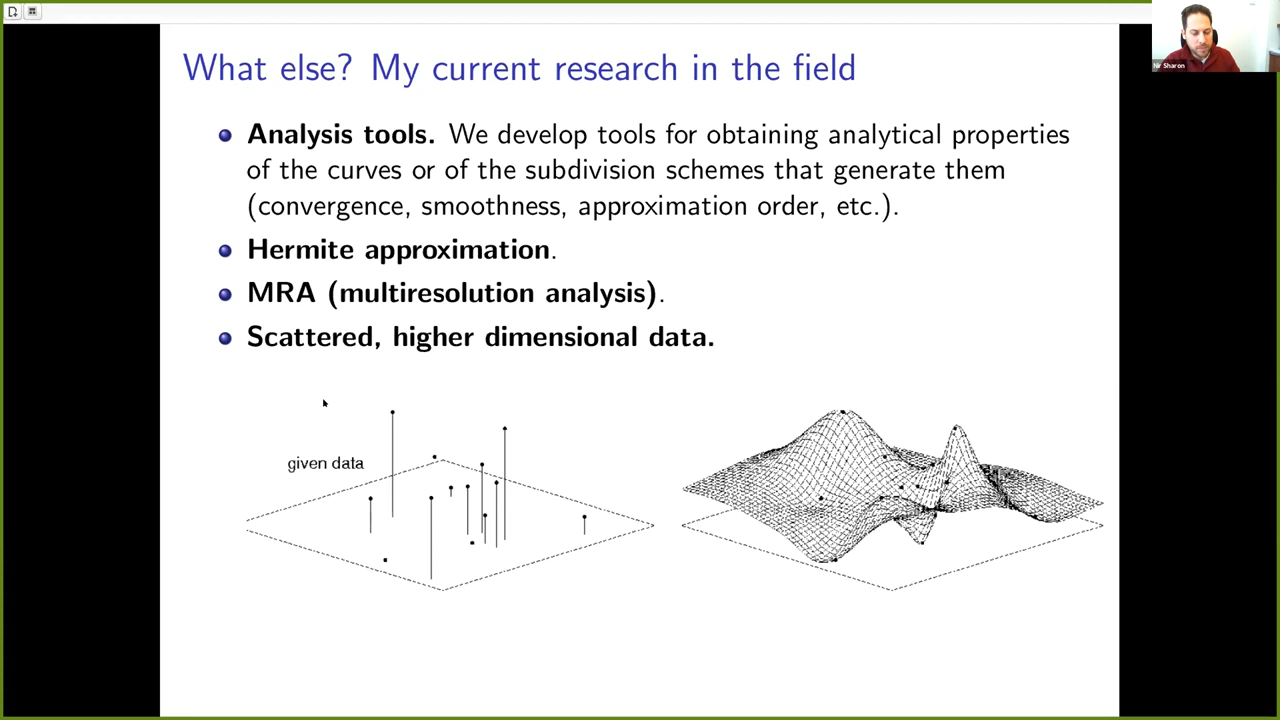 What else? My current research in the field
Analysis tools. We develop tools for obtaining analytical properties
of the curves or of the subdivision schemes that generate them
(convergence, smoothness, approximation order, etc.).
Hermite approximation.
MRA (multiresolution analysis).
Scattered, higher dimensional data.
given data
Nir Sharon